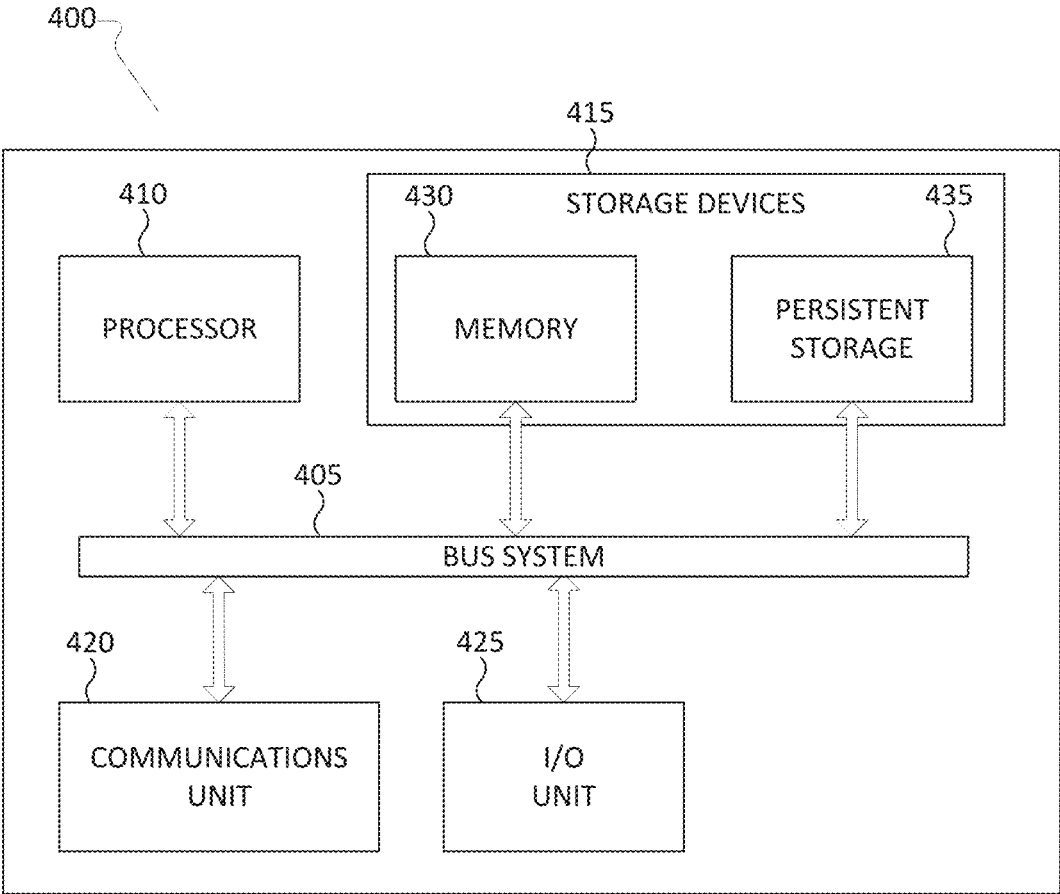 400
415
410
430
STORAGE DEVICES
435
PROCESSOR
MEMORY
PERSISTENT
STORAGE
405
BUS SYSTEM
420
425
COMMUNICATIONS
UNIT
I/O
UNIT